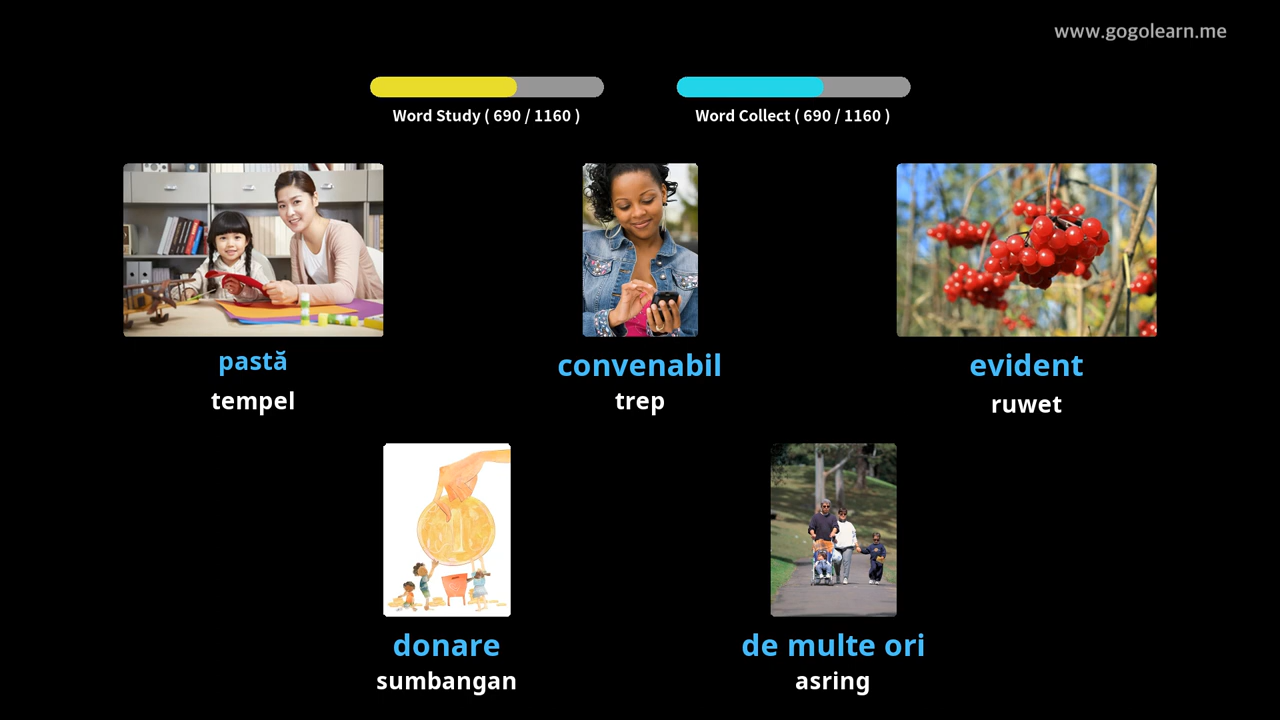 www.gogolearn.me
Word Study ( 690 / 1160 )
Word Collect ( 690 / 1160 )
pastă
tempel
convenabil
trep
evident
ruwet
donare
sumbangan
de multe ori
asring